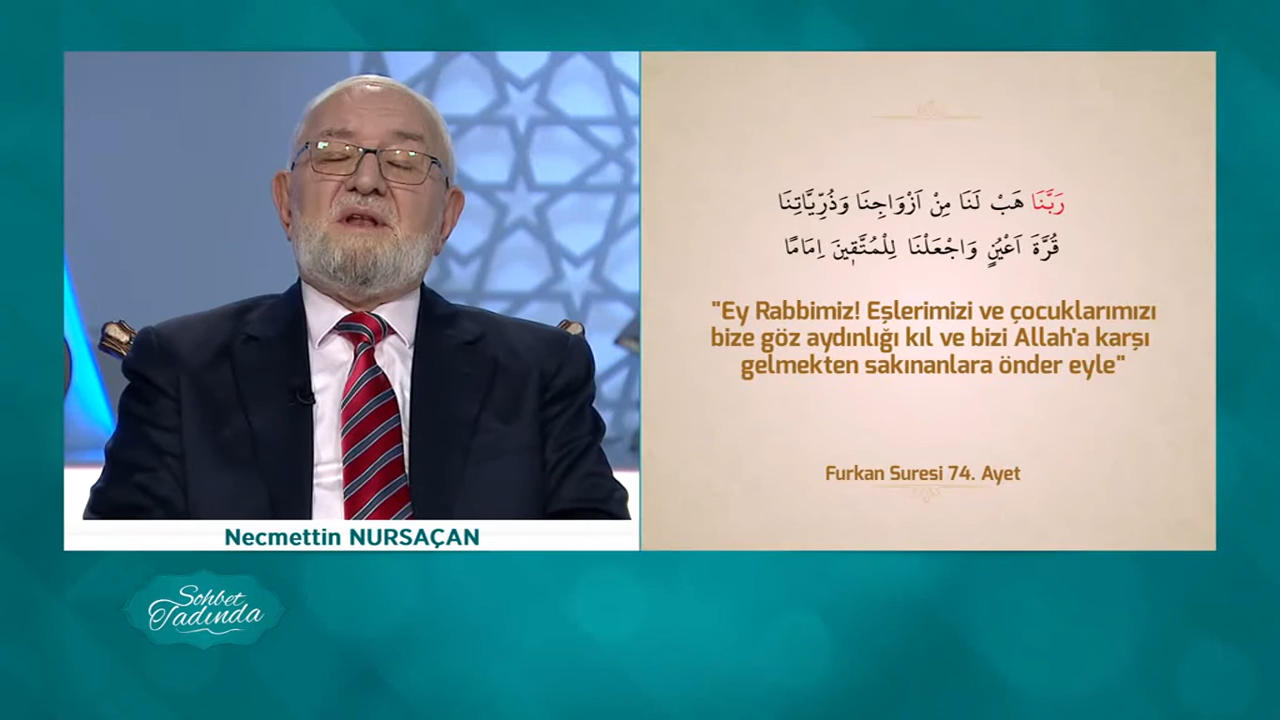 رَبَّنَا هَبْ لَنَا مِنْ اَزْوَاجِنَا وَذُرِّيَّاتِنَا
قُرَّةَ اَعْيُنٍ وَاجْعَلْنَا لِلْمُتَّق۪ينَ اِمَامًا
"Ey Rabbimiz! Eşlerimizi ve çocuklarımızı
bize göz aydınlığı kıl ve bizi Allah'a karşı
gelmekten sakınanlara önder eyle"
Furkan Suresi 74. Ayet
Necmettin NURSAÇAN
Sohbet
Tadında